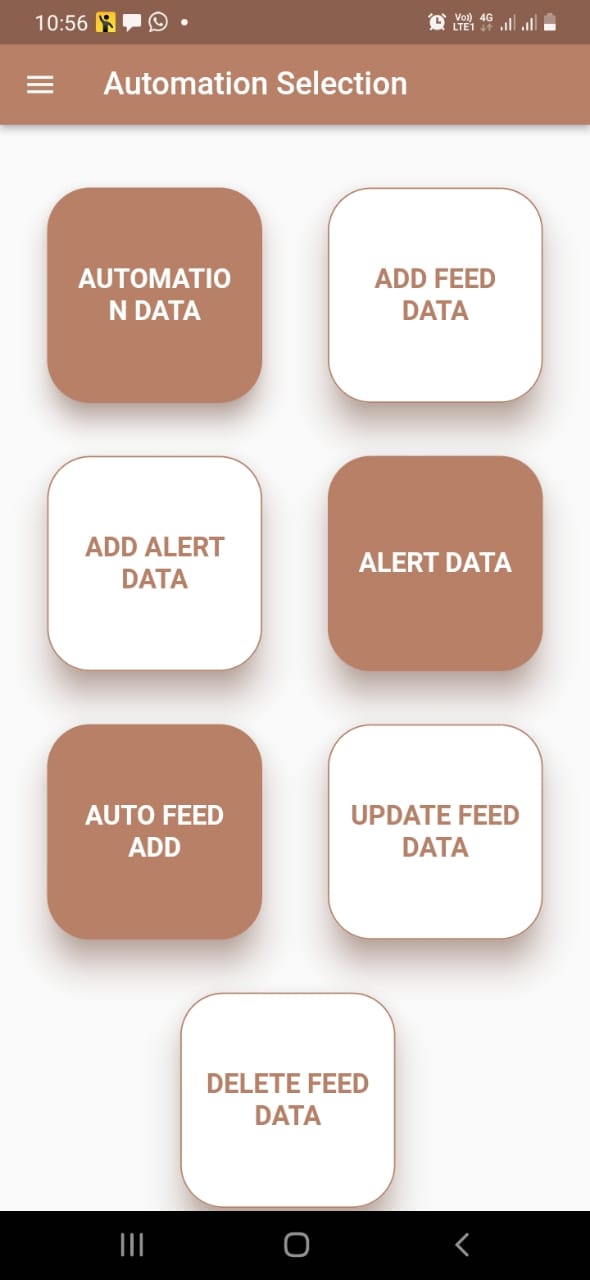 10:56
Vo) 4G
LTE1
Automation Selection
AUTOMATIO
N DATA
ADD FEED
DATA
ADD ALERT
DATA
ALERT DATA
AUTO FEED
ADD
UPDATE FEED
DATA
DELETE FEED
DATA